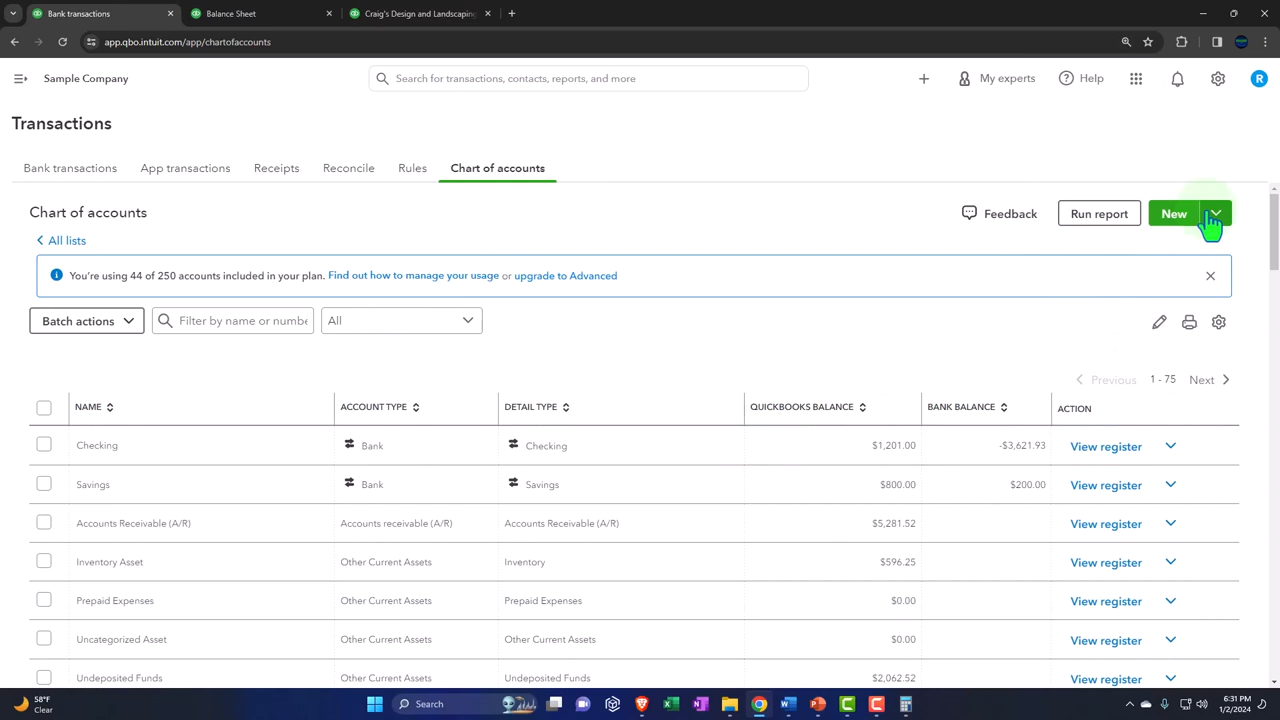 Bank transactions
Balance Sheet
Craig's Design and Landscaping
app.qbo.intuit.com/app/chartofaccounts
Sample Company
Search for transactions, contacts, reports, and more
My experts
Help
R
Transactions
Bank transactions
App transactions
Receipts
Reconcile
Rules
Chart of accounts
Chart of accounts
Feedback
Run report
New
All lists
You're using 44 of 250 accounts included in your plan. Find out how to manage your usage or upgrade to Advanced
Batch actions
Filter by name or numbe
All
Previous 1 - 75 Next
NAME ACCOUNT TYPE DETAIL TYPE QUICKBOOKS BALANCE BANK BALANCE ACTION
Checking Bank Checking $1,201.00 -$3,621.93 View register
Savings Bank Savings $800.00 $200.00 View register
Accounts Receivable (A/R) Accounts receivable (A/R) Accounts Receivable (A/R) $5,281.52 View register
Inventory Asset Other Current Assets Inventory $596.25 View register
Prepaid Expenses Other Current Assets Prepaid Expenses $0.00 View register
Uncategorized Asset Other Current Assets Other Current Assets $0.00 View register
Undeposited Funds Other Current Assets Undeposited Funds $2,062.52 View register
58°F
Clear
Search
6:31 PM
1/2/2024